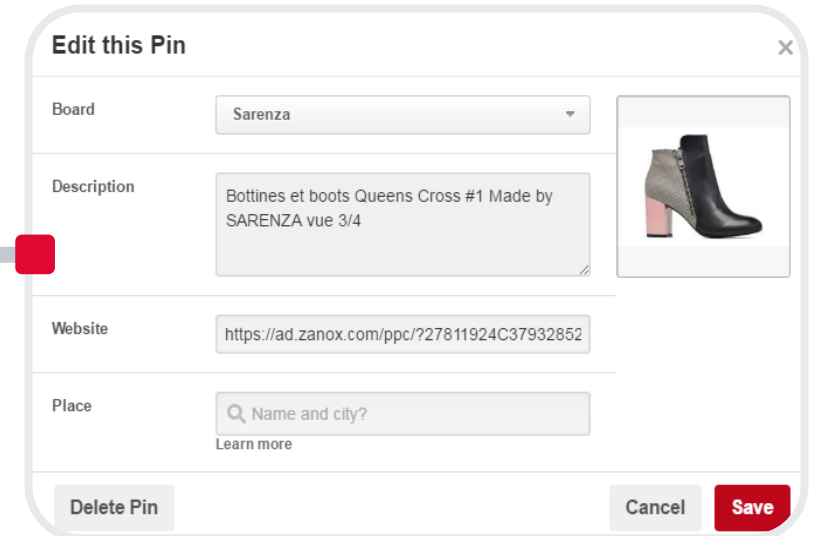 Edit this Pin
×
Board
Sarenza
Description
Bottines et boots Queens Cross #1 Made by
SARENZA vue 3/4
Website
https://ad.zanox.com/ppc/?27811924C37932852
Place
Name and city?
Learn more
Delete Pin
Cancel
Save